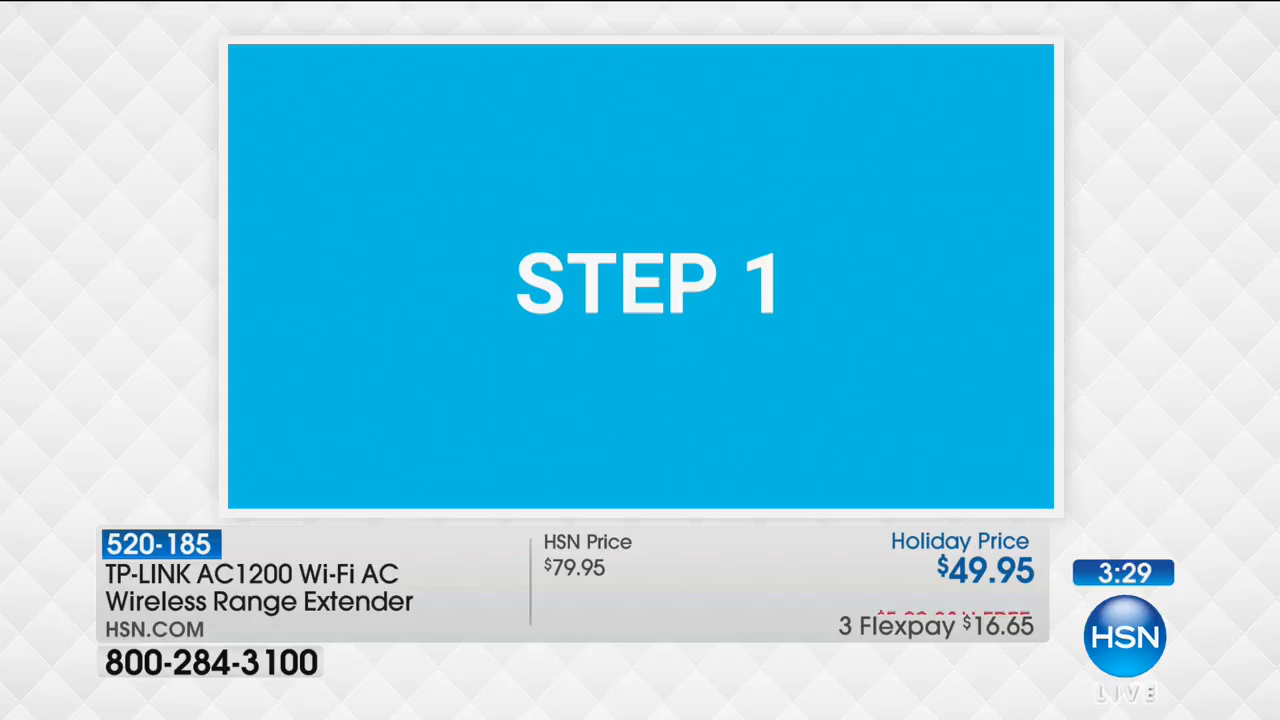 STEP 1
520-185
TP-LINK AC1200 Wi-Fi AC
Wireless Range Extender
HSN.COM
800-284-3100
HSN Price
$79.95
Holiday Price
$49.95
3 Flexpay $16.65
3:29
HSN
LIVE